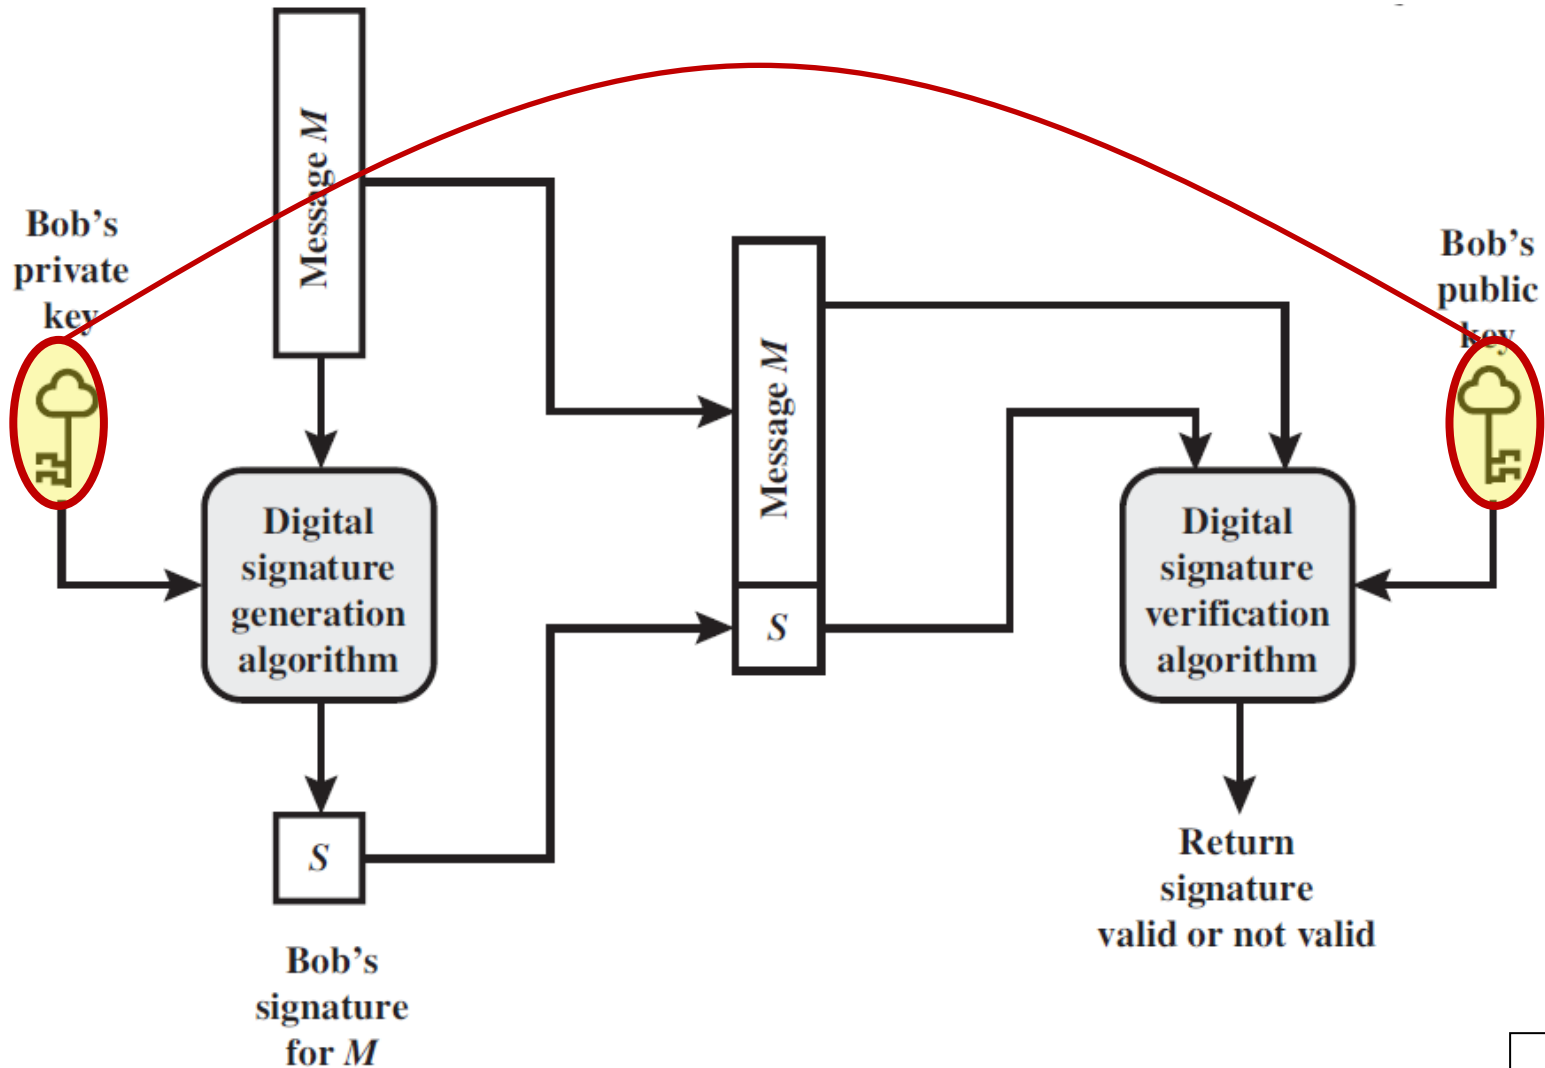 Message M
Bob's
private
key
Bob's
public
key
Message M
S
Digital
signature
generation
algorithm
Digital
signature
verification
algorithm
S
Return
signature
valid or not valid
Bob's
signature
for M